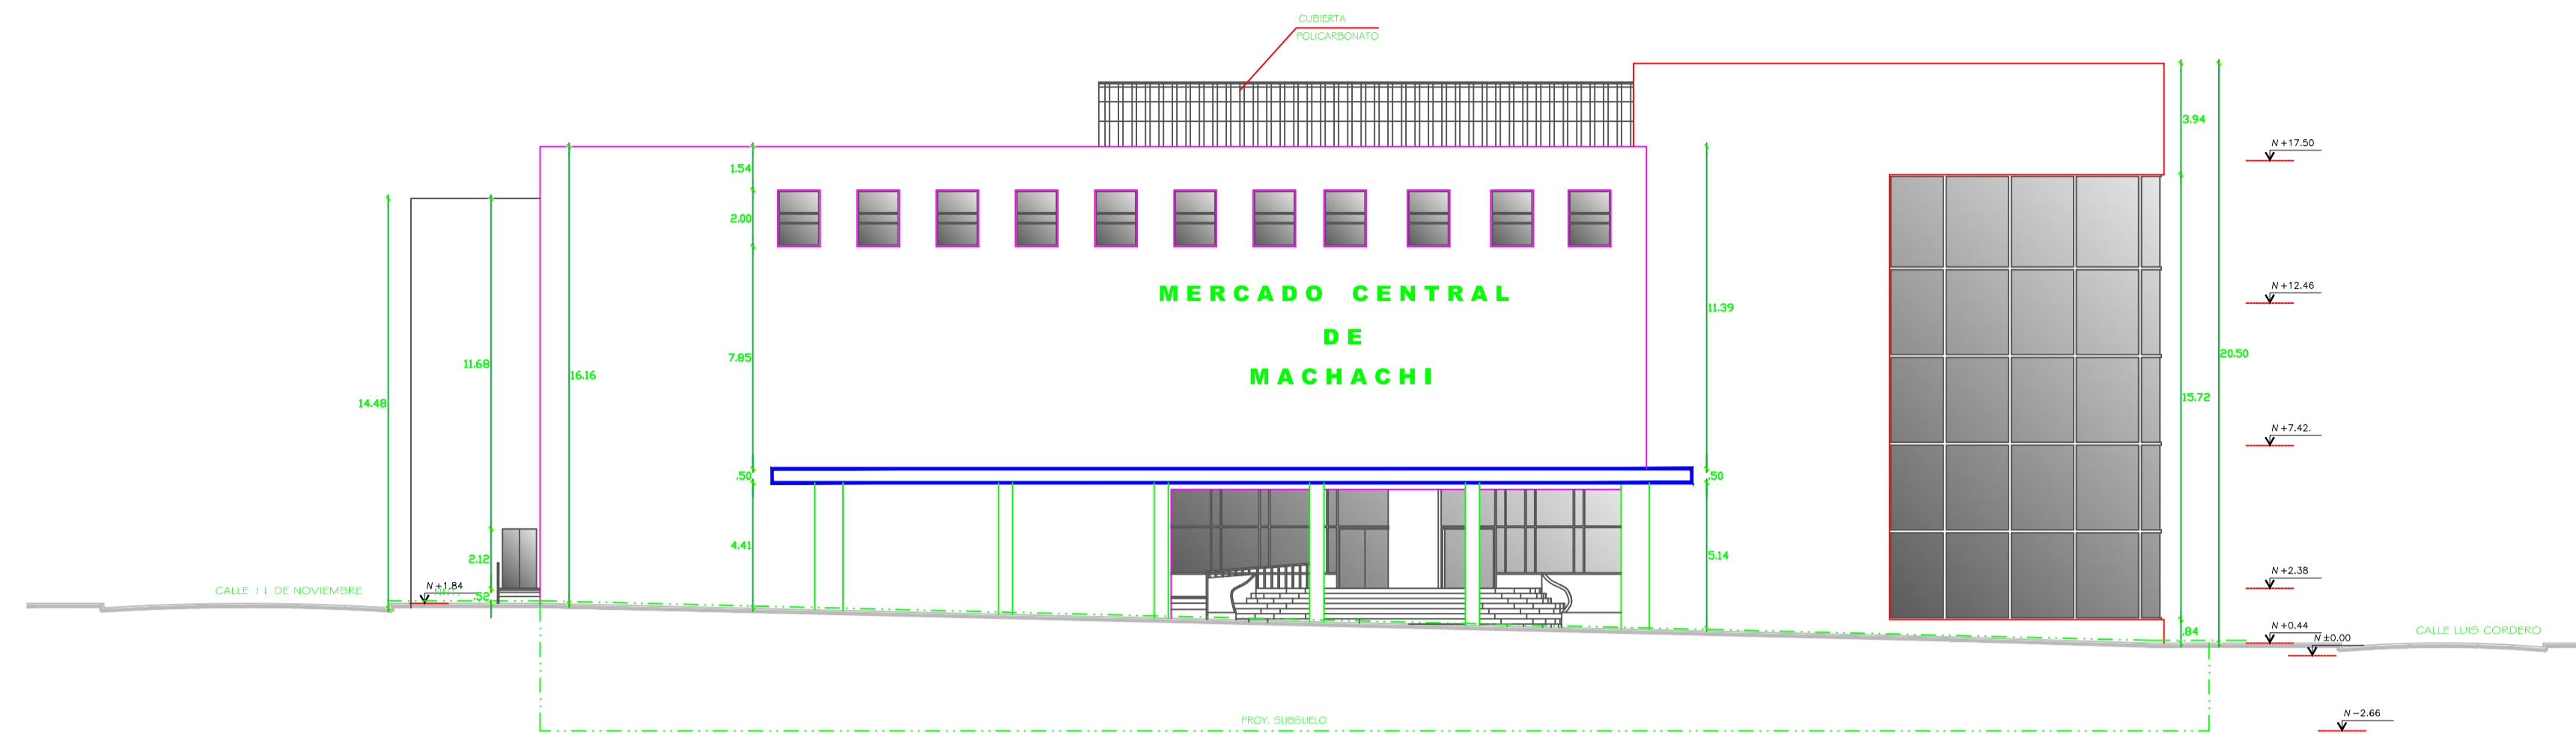 CUBIERTA
POLICARBONATO
3.94
N +17.50
1.54
2.00
N +12.46
MERCADO CENTRAL
DE
MACHACHI
11.39
20.50
7.85
11.68
16.16
15.72
14.48
N +7.42.
.50
.50
4.41
5.14
2.12
N +2.38
CALLE 11 DE NOVIEMBRE
N +1.84
.52
N +0.44
.84
N ±0.00
CALLE LUIS CORDERO
PROY. SUBSUELO
N -2.66